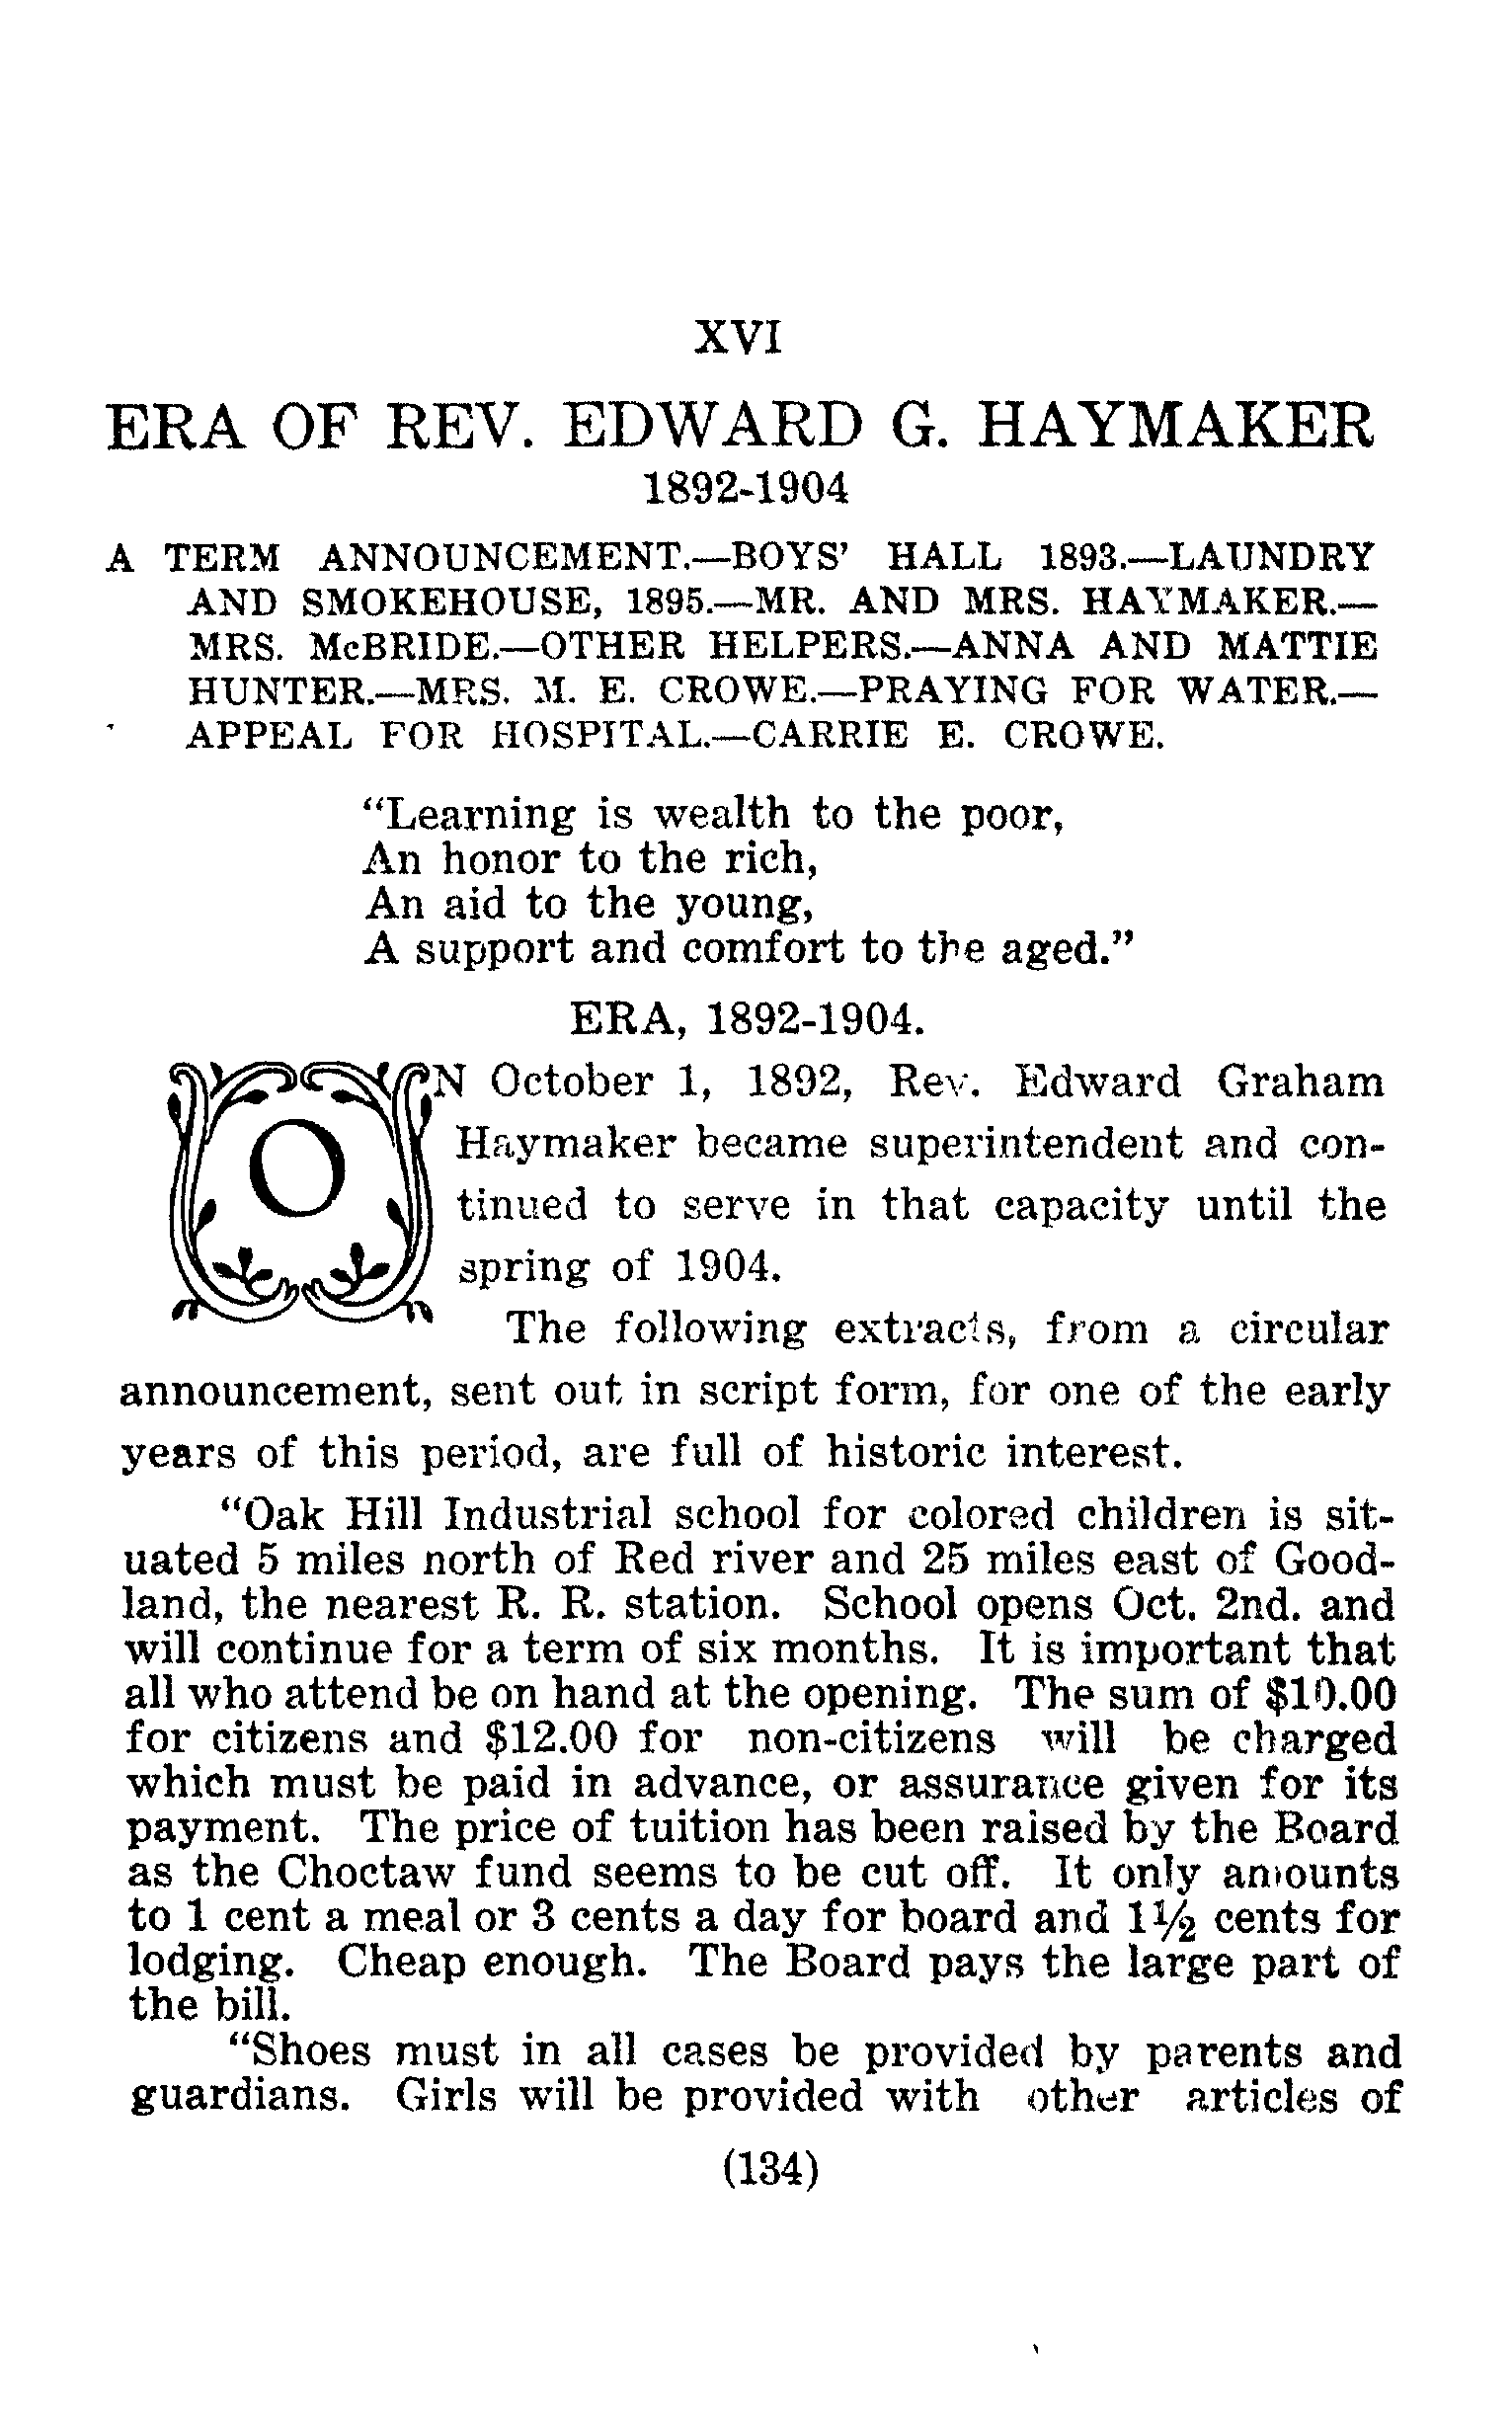 XVI
ERA OF REV. EDWARD G. HAYMAKER
1892-1904
A TERM ANNOUNCEMENT.—BOYS' HALL 1893.—LAUNDRY
AND SMOKEHOUSE, 1895.—MR. AND MRS. HAYMAKER.—
MRS. McBRIDE.—OTHER HELPERS.—ANNA AND MATTIE
HUNTER.—MRS. M. E. CROWE.—PRAYING FOR WATER.—
APPEAL FOR HOSPITAL.—CARRIE E. CROWE.
"Learning is wealth to the poor,
An honor to the rich,
An aid to the young,
A support and comfort to the aged."
ERA, 1892-1904.
ON October 1, 1892, Rev. Edward Graham
Haymaker became superintendent and con-
tinued to serve in that capacity until the
spring of 1904.
The following extracts, from a circular
announcement, sent out in script form, for one of the early
years of this period, are full of historic interest.
"Oak Hill Industrial school for colored children is sit-
uated 5 miles north of Red river and 25 miles east of Good-
land, the nearest R. R. station. School opens Oct. 2nd. and
will continue for a term of six months. It is important that
all who attend be on hand at the opening. The sum of $10.00
for citizens and $12.00 for non-citizens will be charged
which must be paid in advance, or assurance given for its
payment. The price of tuition has been raised by the Board
as the Choctaw fund seems to be cut off. It only amounts
to 1 cent a meal or 3 cents a day for board and 1½ cents for
lodging. Cheap enough. The Board pays the large part of
the bill.
"Shoes must in all cases be provided by parents and
guardians. Girls will be provided with other articles of
(134)